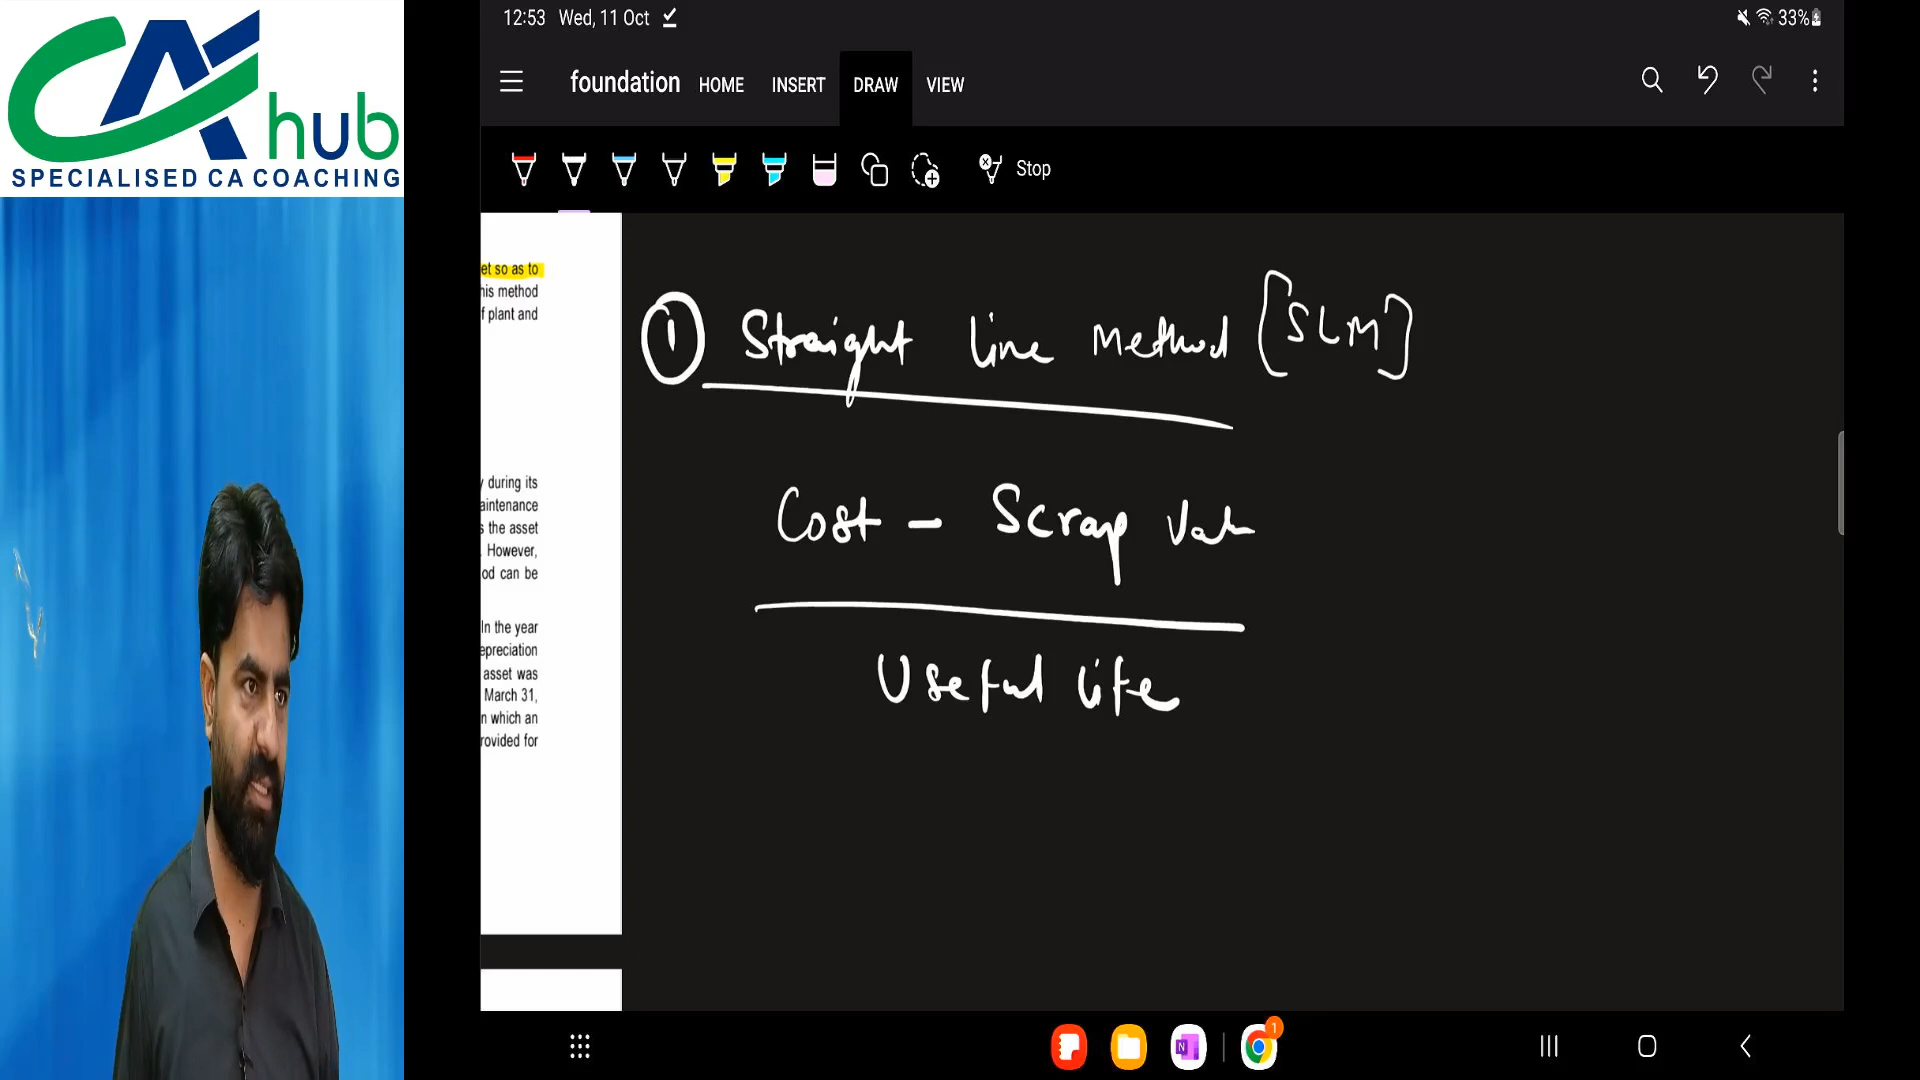 CA hub
SPECIALISED CA COACHING
12:53 Wed, 11 Oct
33%
foundation HOME INSERT DRAW VIEW
Stop
et so as to
his method
f plant and
① Straight Line Method [SLM]
Cost - Scrap
Useful life
y during its
aintenance
s the asset
. However,
od can be
In the year
epreciation
asset was
March 31,
n which an
rovided for
1